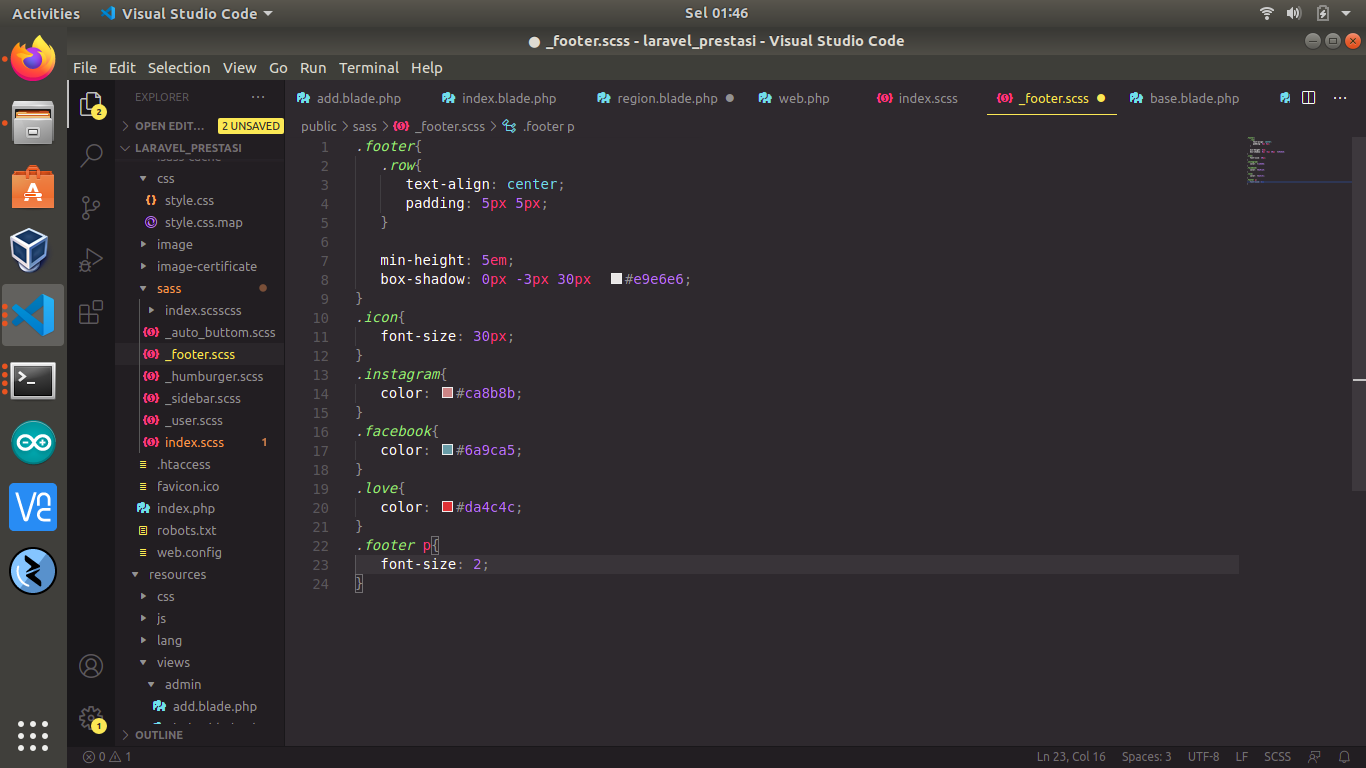 Activities Visual Studio Code Sel 01:46
_footer.scss - laravel_prestasi - Visual Studio Code
File Edit Selection View Go Run Terminal Help
EXPLORER ... add.blade.php index.blade.php region.blade.php web.php index.scss _footer.scss base.blade.php ...
2
OPEN EDIT... 2 UNSAVED
public > sass > _footer.scss > .footer p
LARAVEL_PRESTASI
css
style.css
style.css.map
image
image-certificate
sass
index.scsscss
_auto_buttom.scss
_footer.scss
_humburger.scss
_sidebar.scss
_user.scss
index.scss 1
.htaccess
favicon.ico
index.php
robots.txt
web.config
resources
css
js
lang
views
admin
add.blade.php
OUTLINE
1
1 .footer{
2 .row{
3 text-align: center;
4 padding: 5px 5px;
5 }
6
7 min-height: 5em;
8 box-shadow: 0px -3px 30px #e9e6e6;
9 }
10 .icon{
11 font-size: 30px;
12 }
13 .instagram{
14 color: #ca8b8b;
15 }
16 .facebook{
17 color: #6a9ca5;
18 }
19 .love{
20 color: #da4c4c;
21 }
22 .footer p{
23 font-size: 2;
24 }
0 1 Ln 23, Col 16 Spaces: 3 UTF-8 LF SCSS